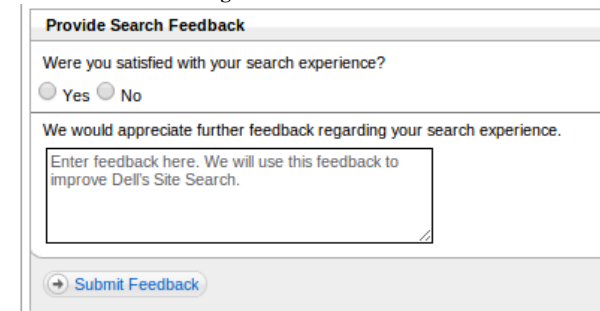 Provide Search Feedback
Were you satisfied with your search experience?
Yes No
We would appreciate further feedback regarding your search experience.
Enter feedback here. We will use this feedback to
improve Dell's Site Search.
Submit Feedback